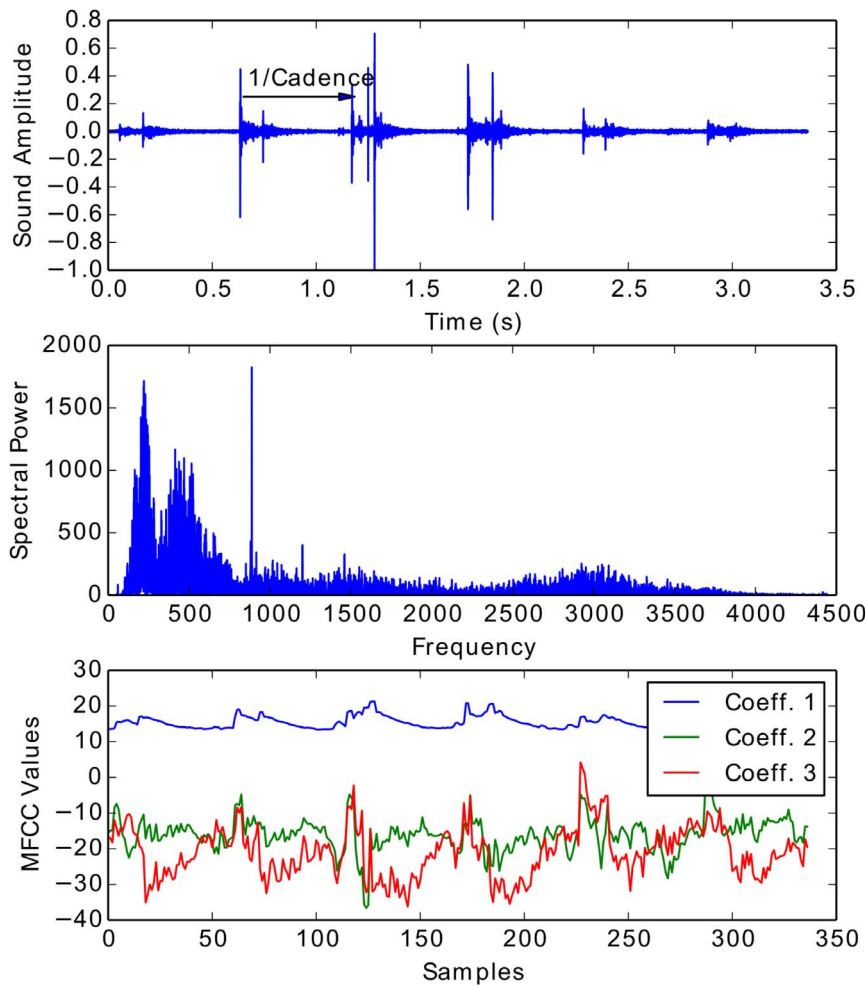 0.8
0.6
0.4
0.2
0.0
−0.2
−0.4
−0.6
−0.8
−1.0
Sound Amplitude
1/Cadence
0.0 0.5 1.0 1.5 2.0 2.5 3.0 3.5
Time (s)
2000
1500
1000
500
0
Spectral Power
0 500 1000 1500 2000 2500 3000 3500 4000 4500
Frequency
30
20
10
0
−10
−20
−30
−40
MFCC Values
Coeff. 1
Coeff. 2
Coeff. 3
0 50 100 150 200 250 300 350
Samples